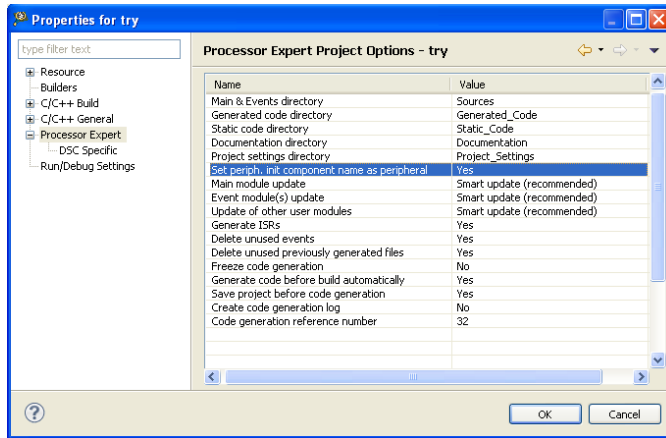 Properties for try
type filter text
Resource
Builders
C/C++ Build
C/C++ General
Processor Expert
DSC Specific
Run/Debug Settings
Processor Expert Project Options - try
Name Value
Main & Events directory Sources
Generated code directory Generated_Code
Static code directory Static_Code
Documentation directory Documentation
Project settings directory Project_Settings
Set periph. init component name as peripheral Yes
Main module update Smart update (recommended)
Event module(s) update Smart update (recommended)
Update of other user modules Smart update (recommended)
Generate ISRs Yes
Delete unused events Yes
Delete unused previously generated files Yes
Freeze code generation No
Generate code before build automatically Yes
Save project before code generation Yes
Create code generation log No
Code generation reference number 32
?
OK Cancel